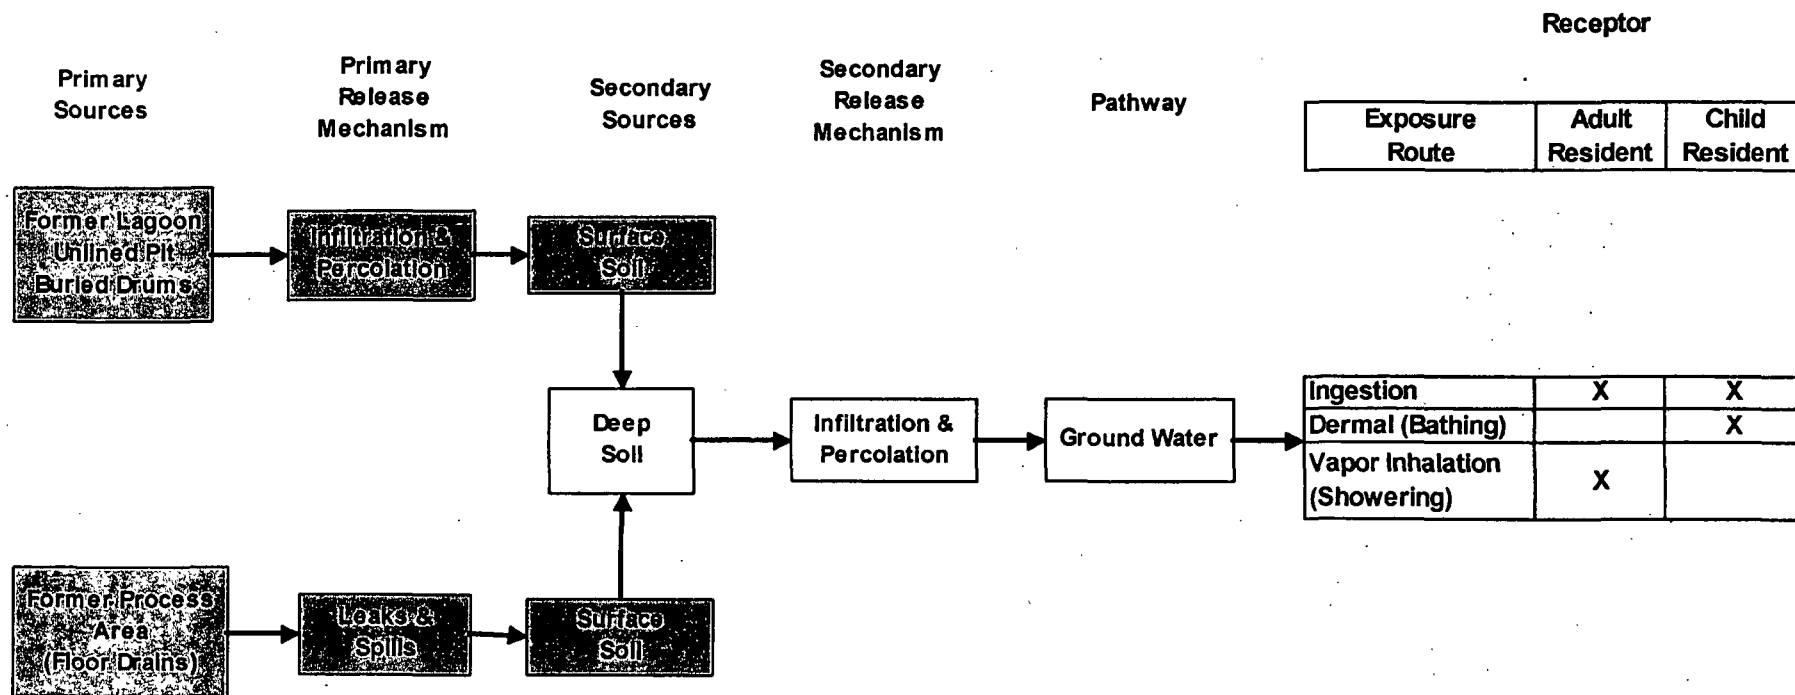 Receptor
Primary
Sources
Primary
Release
Mechanism
Secondary
Sources
Secondary
Release
Mechanism
Pathway
Exposure
Route
Adult
Resident
Child
Resident
Former Lagoon
Unlined Pit
Buried Drums
Infiltration &
Percolation
Surface
Soil
Deep
Soil
Infiltration &
Percolation
Ground Water
Ingestion X X
Dermal (Bathing) X
Vapor Inhalation
(Showering)
X
Former Process
Area
(Floor Drains)
Leaks &
Spills
Surface
Soil